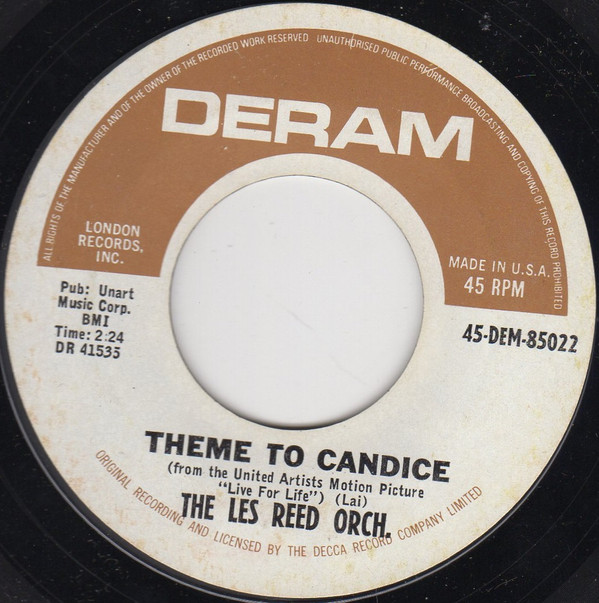 ALL RIGHTS OF THE MANUFACTURER AND OF THE OWNER OF THE RECORDED WORK RESERVED UNAUTHORISED PUBLIC PERFORMANCE BROADCASTING AND COPYING OF THIS RECORD PROHIBITED
DERAM
LONDON
RECORDS,
INC.
MADE IN U.S.A.
45 RPM
Pub: Unart
Music Corp.
BMI
Time: 2:24
DR 41535
45-DEM-85022
THEME TO CANDICE
(from the United Artists Motion Picture
"Live For Life") (Lai)
THE LES REED ORCH.
ORIGINAL RECORDING AND LICENSED BY THE DECCA RECORD COMPANY LIMITED